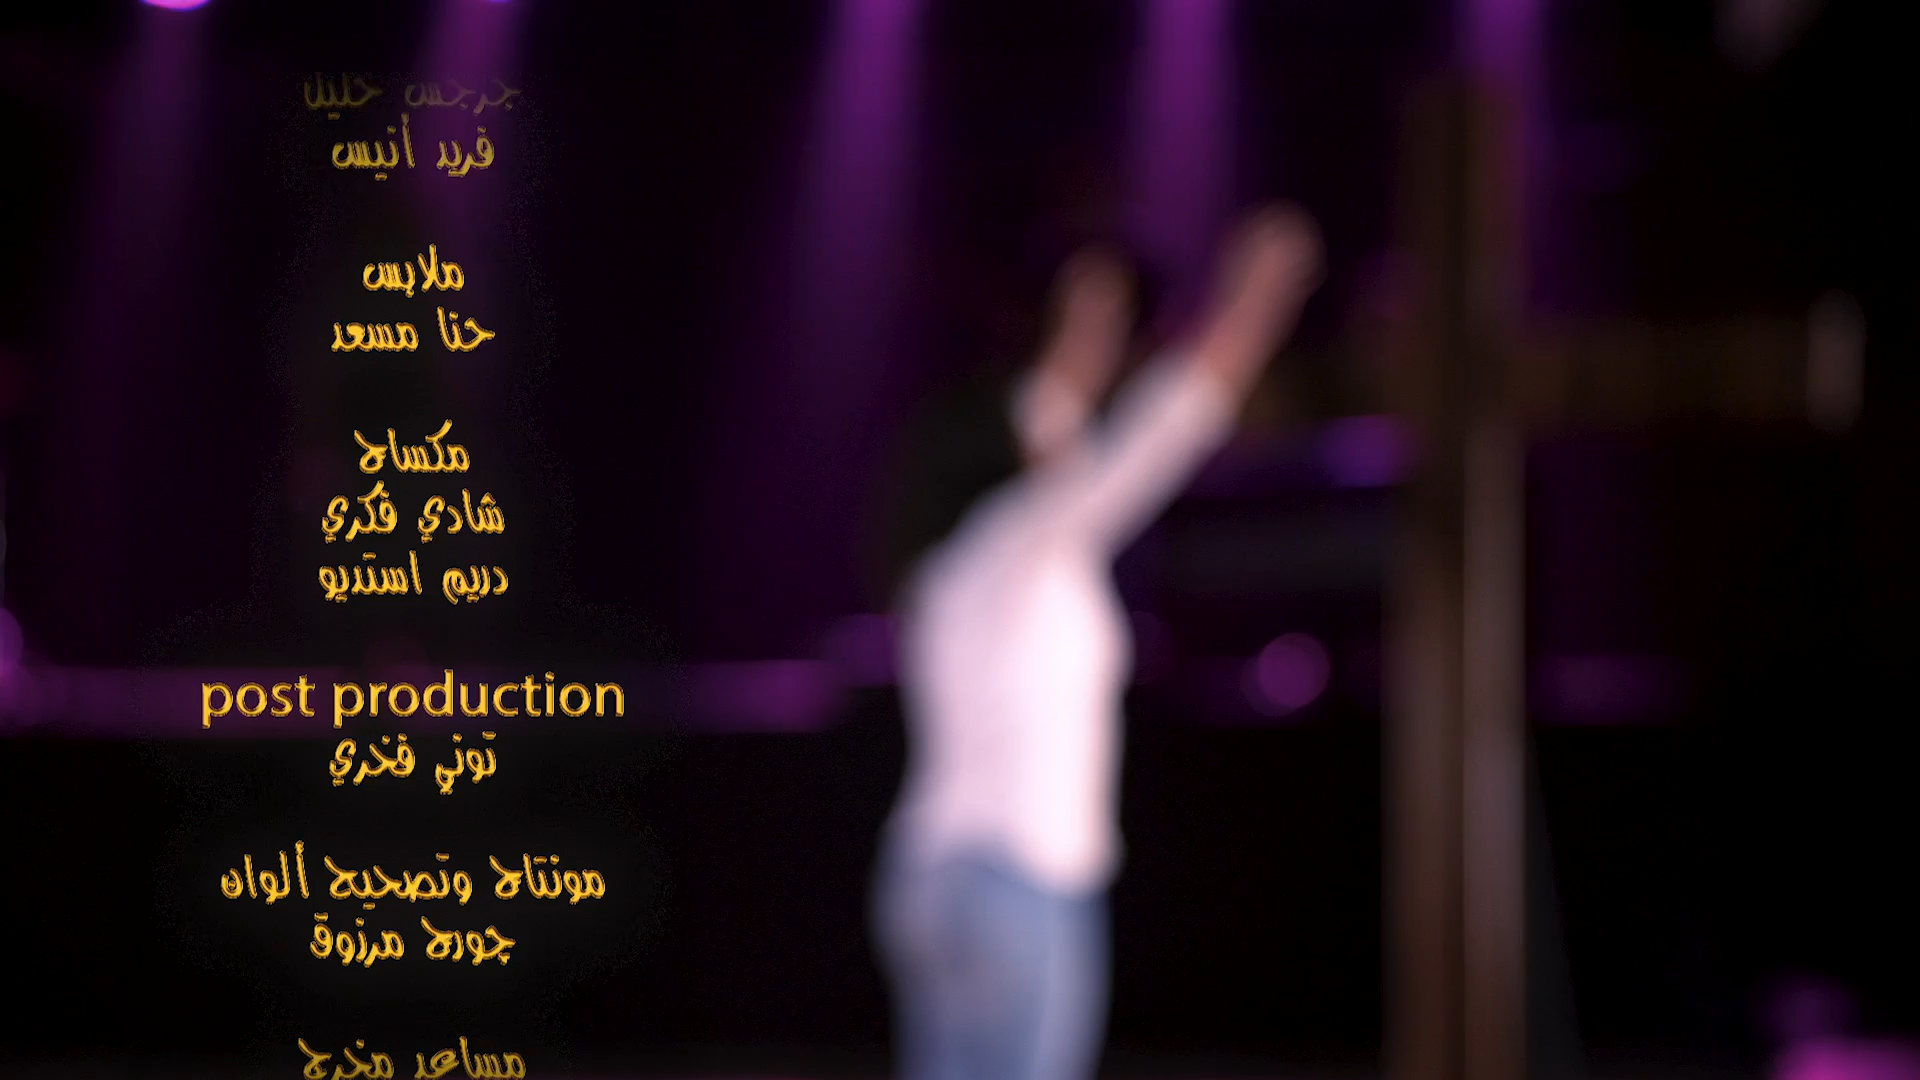 جرجس خليل
فريد أنيس
ملابس
حنا مسعد
مكساج
شادي فكري
دريم استديو
post production
توني فخري
مونتاج وتصحيح ألوان
چورج مرزوق
مساعد مخرج